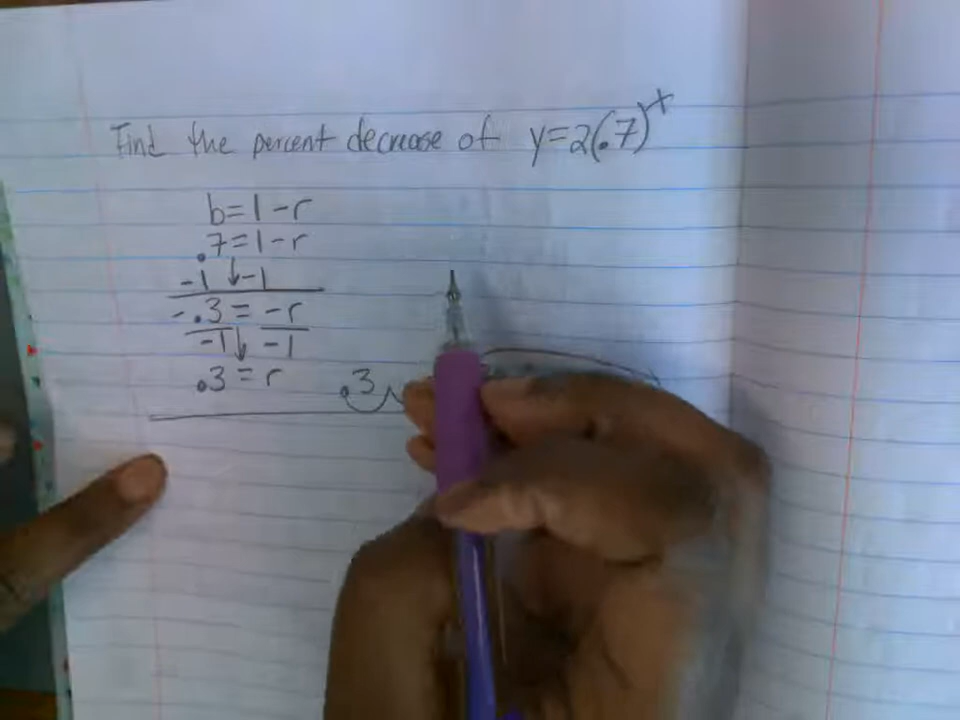 Find the percent decrease of y=2(.7)^x
b=1-r
.7=1-r
-1 ↓-1
-.3=-r
-1↓ -1
.3=r .3